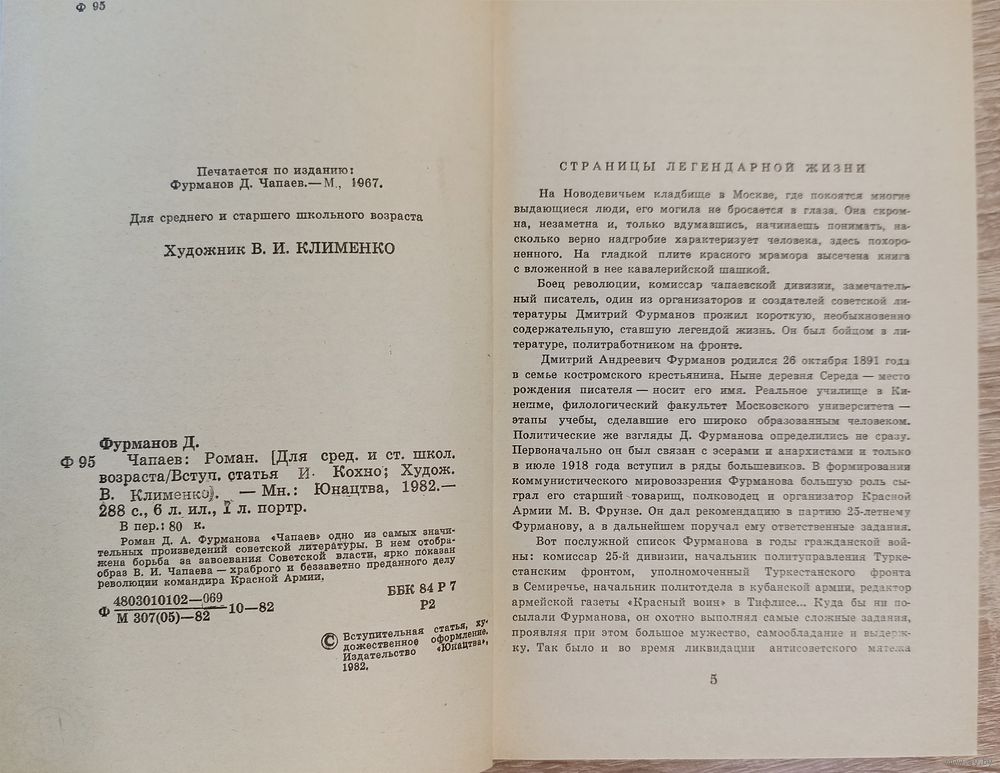 Ф 95
Печатается по изданию:
Фурманов Д. Чапаев.—М., 1967.
Для среднего и старшего школьного возраста
Художник В. И. КЛИМЕНКО
Фурманов Д.
Ф 95 Чапаев: Роман. [Для сред. и ст. школ.
возраста/Вступ. статья И. Кохно; Худож.
В. Клименко]. — Мн.: Юнацтва, 1982.—
288 с., 6 л. ил., 1 л. портр.
В пер.: 80 к.
Роман Д. А. Фурманова «Чапаев» одно из самых значи-
тельных произведений советской литературы. В нем отобра-
жена борьба за завоевания Советской власти, ярко показан
образ В. И. Чапаева — храброго и беззаветно преданного делу
революции командира Красной Армии.
Ф 4803010102—069
М 307(05)—82
10—82
ББК 84 Р 7
Р2
© Вступительная статья, ху-
дожественное оформление.
Издательство «Юнацтва»,
1982.
СТРАНИЦЫ ЛЕГЕНДАРНОЙ ЖИЗНИ
На Новодевичьем кладбище в Москве, где покоятся многие
выдающиеся люди, его могила не бросается в глаза. Она скром-
на, незаметна и, только вдумавшись, начинаешь понимать, на-
сколько верно надгробие характеризует человека, здесь похоро-
ненного. На гладкой плите красного мрамора высечена книга
с вложенной в нее кавалерийской шашкой.
Боец революции, комиссар чапаевской дивизии, замечатель-
ный писатель, один из организаторов и создателей советской ли-
тературы Дмитрий Фурманов прожил короткую, необыкновенно
содержательную, ставшую легендой жизнь. Он был бойцом в ли-
тературе, политработником на фронте.
Дмитрий Андреевич Фурманов родился 26 октября 1891 года
в семье костромского крестьянина. Ныне деревня Середа — место
рождения писателя — носит его имя. Реальное училище в Ки-
нешме, филологический факультет Московского университета —
этапы учебы, сделавшие его широко образованным человеком.
Политические же взгляды Д. Фурманова определились не сразу.
Первоначально он был связан с эсерами и анархистами и только
в июле 1918 года вступил в ряды большевиков. В формировании
коммунистического мировоззрения Фурманова большую роль сы-
грал его старший товарищ, полководец и организатор Красной
Армии М. В. Фрунзе. Он дал рекомендацию в партию 25-летнему
Фурманову, а в дальнейшем поручал ему ответственные задания.
Вот послужной список Фурманова в годы гражданской вой-
ны: комиссар 25-й дивизии, начальник политуправления Турке-
станским фронтом, уполномоченный Туркестанского фронта
в Семиречье, начальник политотдела в кубанской армии, редактор
армейской газеты «Красный воин» в Тифлисе... Куда бы ни по-
сылали Фурманова, он охотно выполнял самые сложные задания,
проявляя при этом большое мужество, самообладание и выдерж-
ку. Так было и во время ликвидации антисоветского мятежа
5